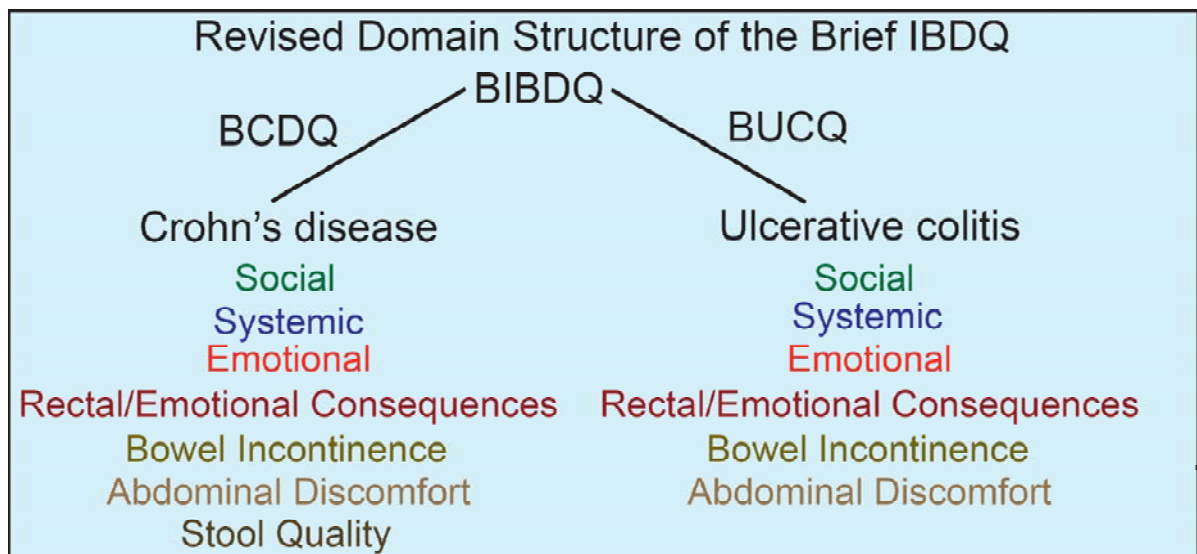 Revised Domain Structure of the Brief IBDQ
BIBDQ
BCDQ
BUCQ
Crohn's disease
Social
Systemic
Emotional
Rectal/Emotional Consequences
Bowel Incontinence
Abdominal Discomfort
Stool Quality
Ulcerative colitis
Social
Systemic
Emotional
Rectal/Emotional Consequences
Bowel Incontinence
Abdominal Discomfort